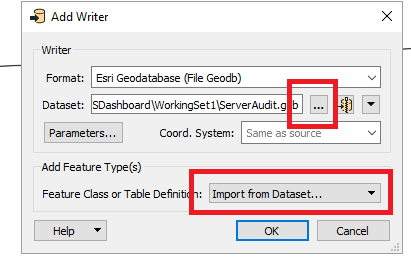 Add Writer
Writer
Format: Esri Geodatabase (File Geodb)
Dataset: SDashboard\WorkingSet1\ServerAudit.gdb ...
Parameters... Coord. System: Same as source
Add Feature Type(s)
Feature Class or Table Definition: Import from Dataset...
Help OK Cancel